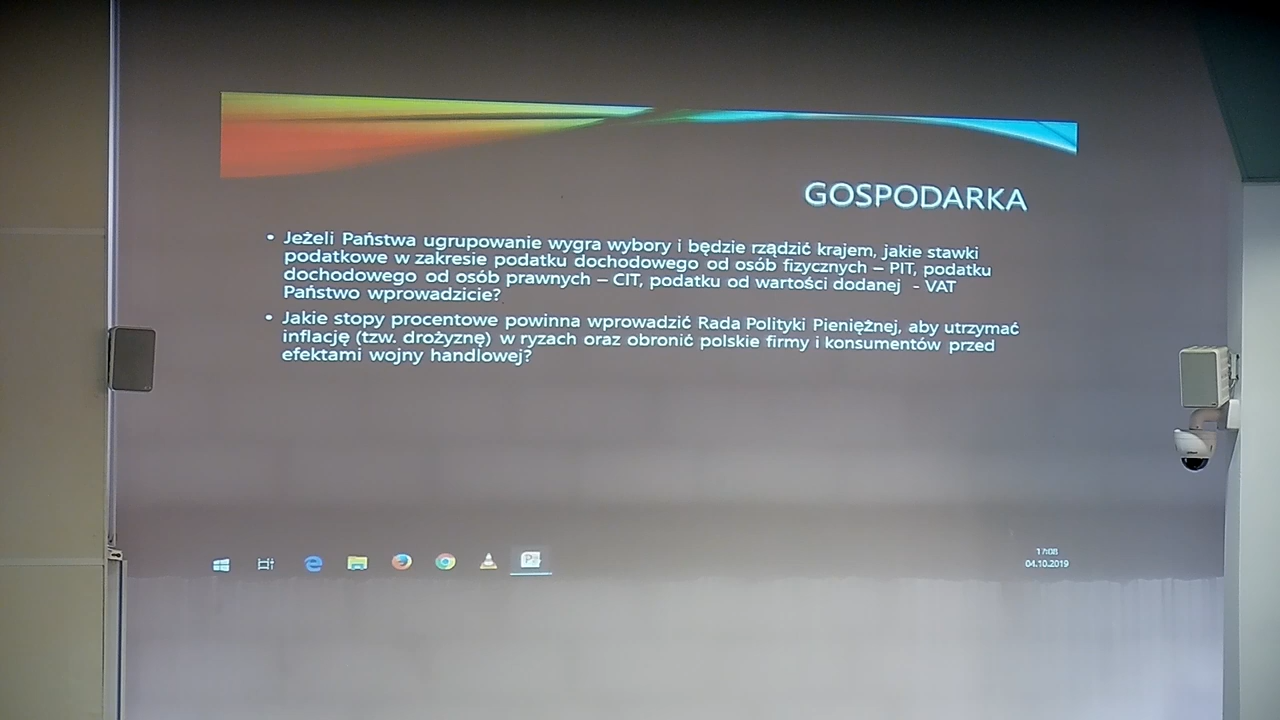 GOSPODARKA
• Jeżeli Państwa ugrupowanie wygra wybory i będzie rządzić krajem, jakie stawki
podatkowe w zakresie podatku dochodowego od osób fizycznych – PIT, podatku
dochodowego od osób prawnych – CIT, podatku od wartości dodanej - VAT
Państwo wprowadzicie?
• Jakie stopy procentowe powinna wprowadzić Rada Polityki Pieniężnej, aby utrzymać
inflację (tzw. drożyznę) w ryzach oraz obronić polskie firmy i konsumentów przed
efektami wojny handlowej?
17:08
04.10.2019